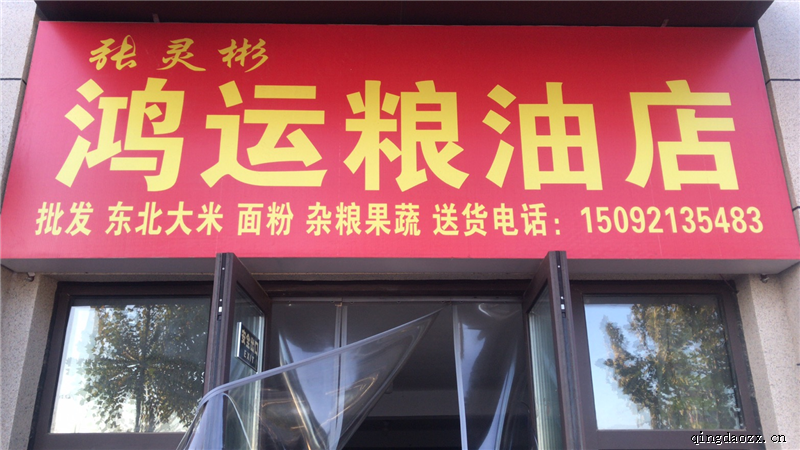 张灵彬
鸿运粮油店
批发 东北大米 面粉 杂粮果蔬 送货电话：15092135483
qingdaozx.cn